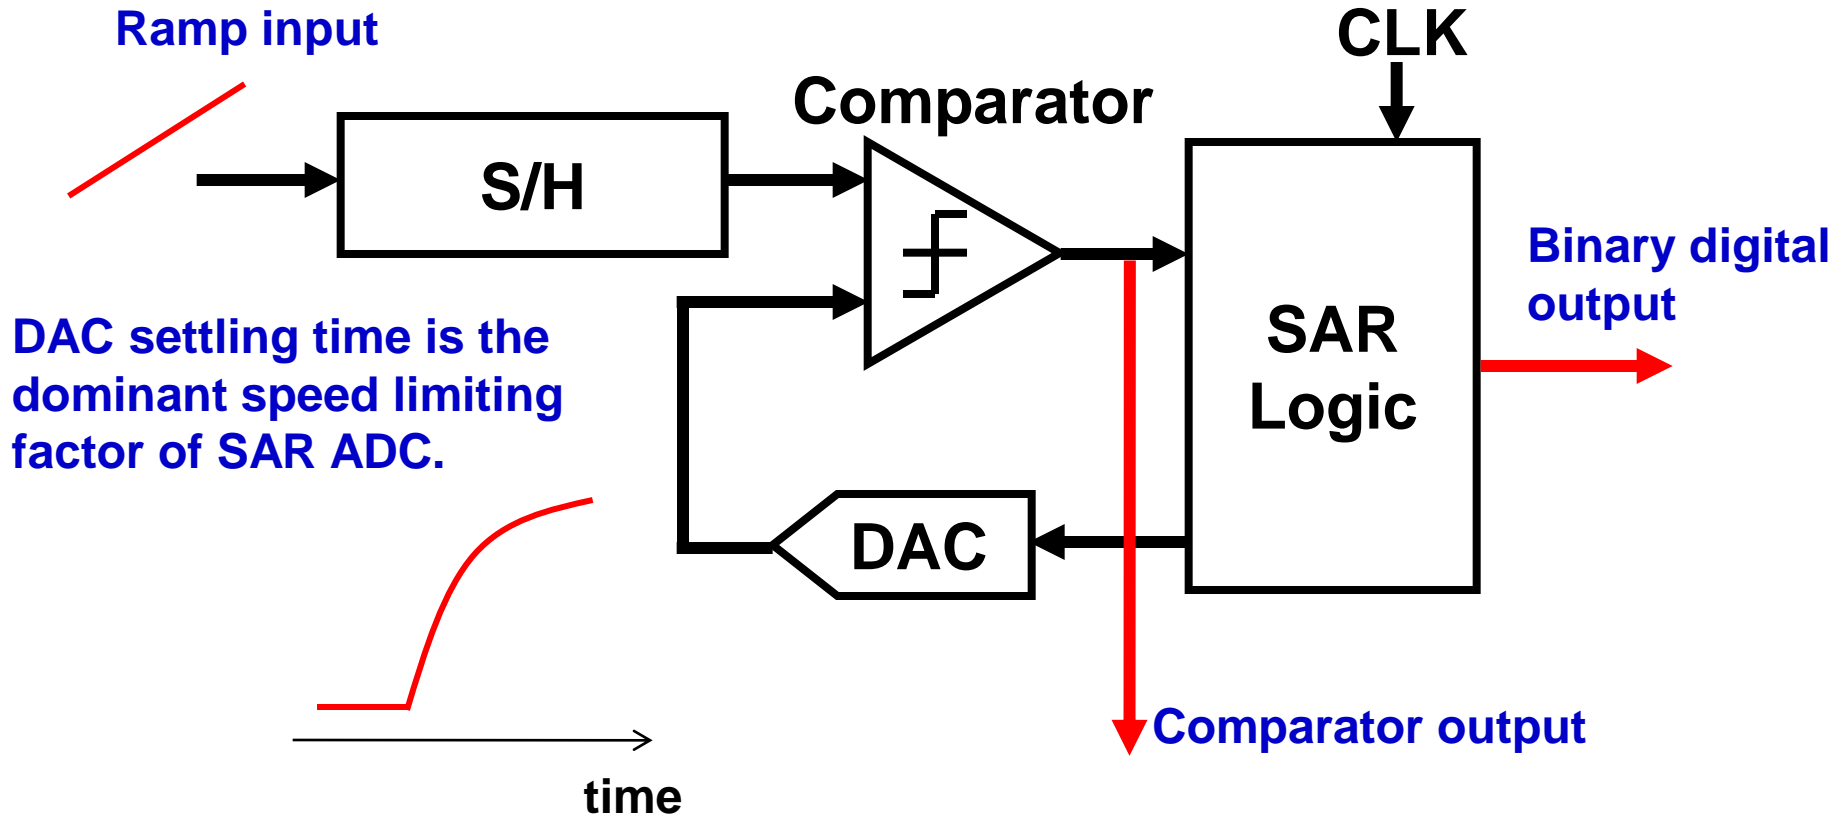 Ramp input
CLK
Comparator
S/H
Binary digital
output
DAC settling time is the
dominant speed limiting
factor of SAR ADC.
SAR
Logic
DAC
Comparator output
time